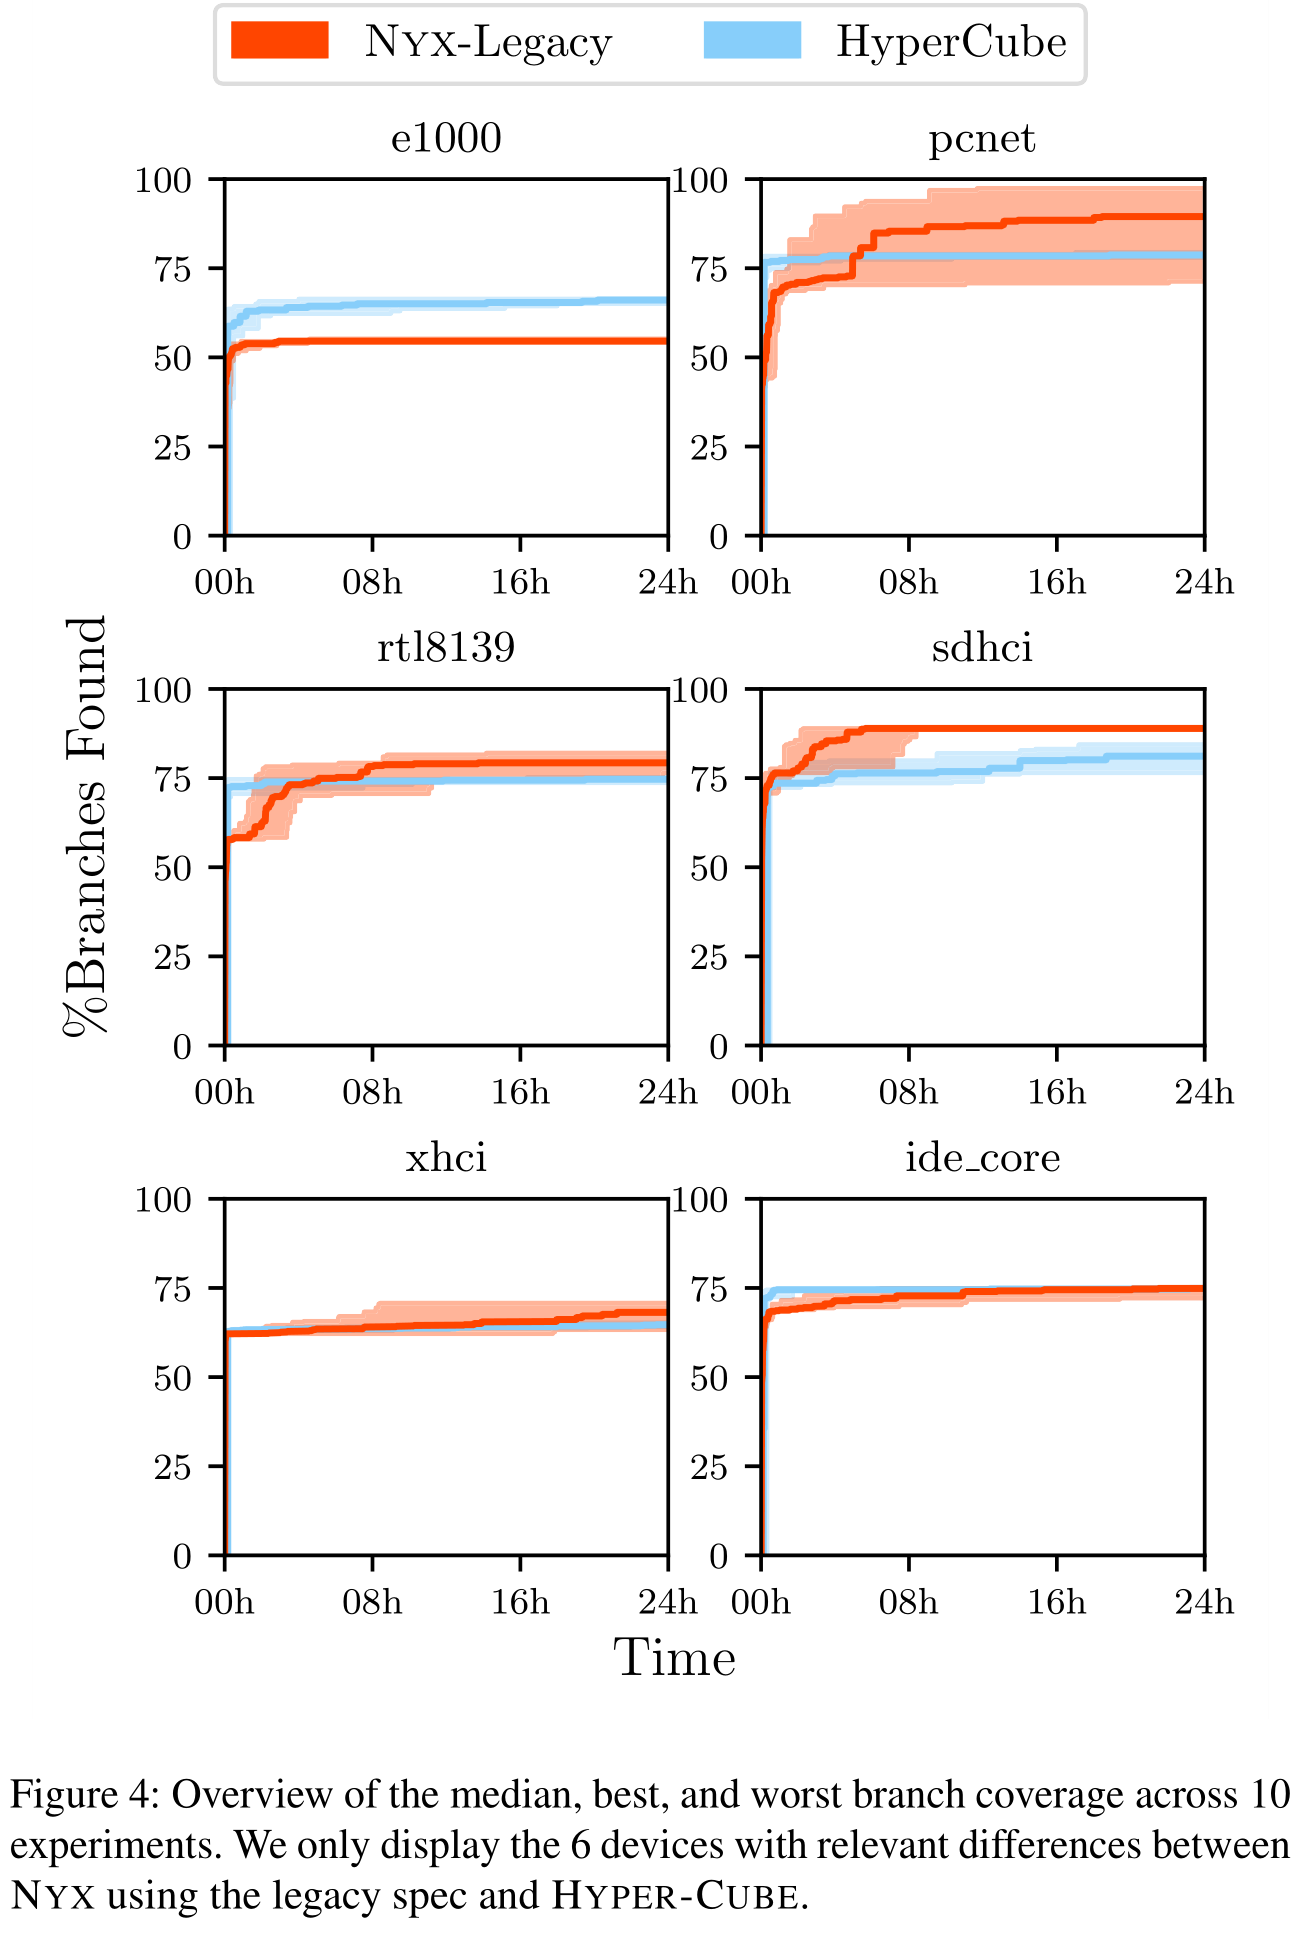 NYX-Legacy HyperCube
e1000 pcnet
100 100
75 75
50 50
25 25
0 0
00h 08h 16h 24h 00h 08h 16h 24h
rtl8139 sdhci
100 100
75 75
50 50
25 25
0 0
00h 08h 16h 24h 00h 08h 16h 24h
%Branches Found
xhci ide_core
100 100
75 75
50 50
25 25
0 0
00h 08h 16h 24h 00h 08h 16h 24h
Time
Figure 4: Overview of the median, best, and worst branch coverage across 10
experiments. We only display the 6 devices with relevant differences between
NYX using the legacy spec and HYPER-CUBE.